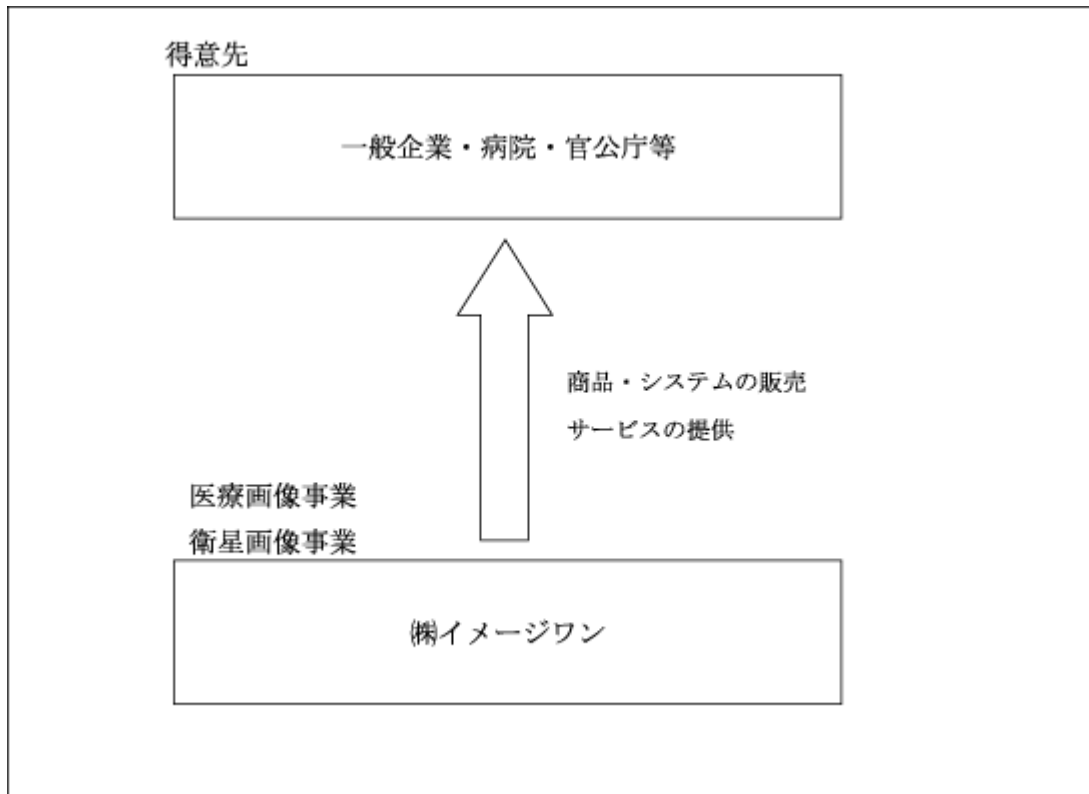 得意先
一般企業・病院・官公庁等
商品・システムの販売
サービスの提供
医療画像事業
衛星画像事業
㈱イメージワン